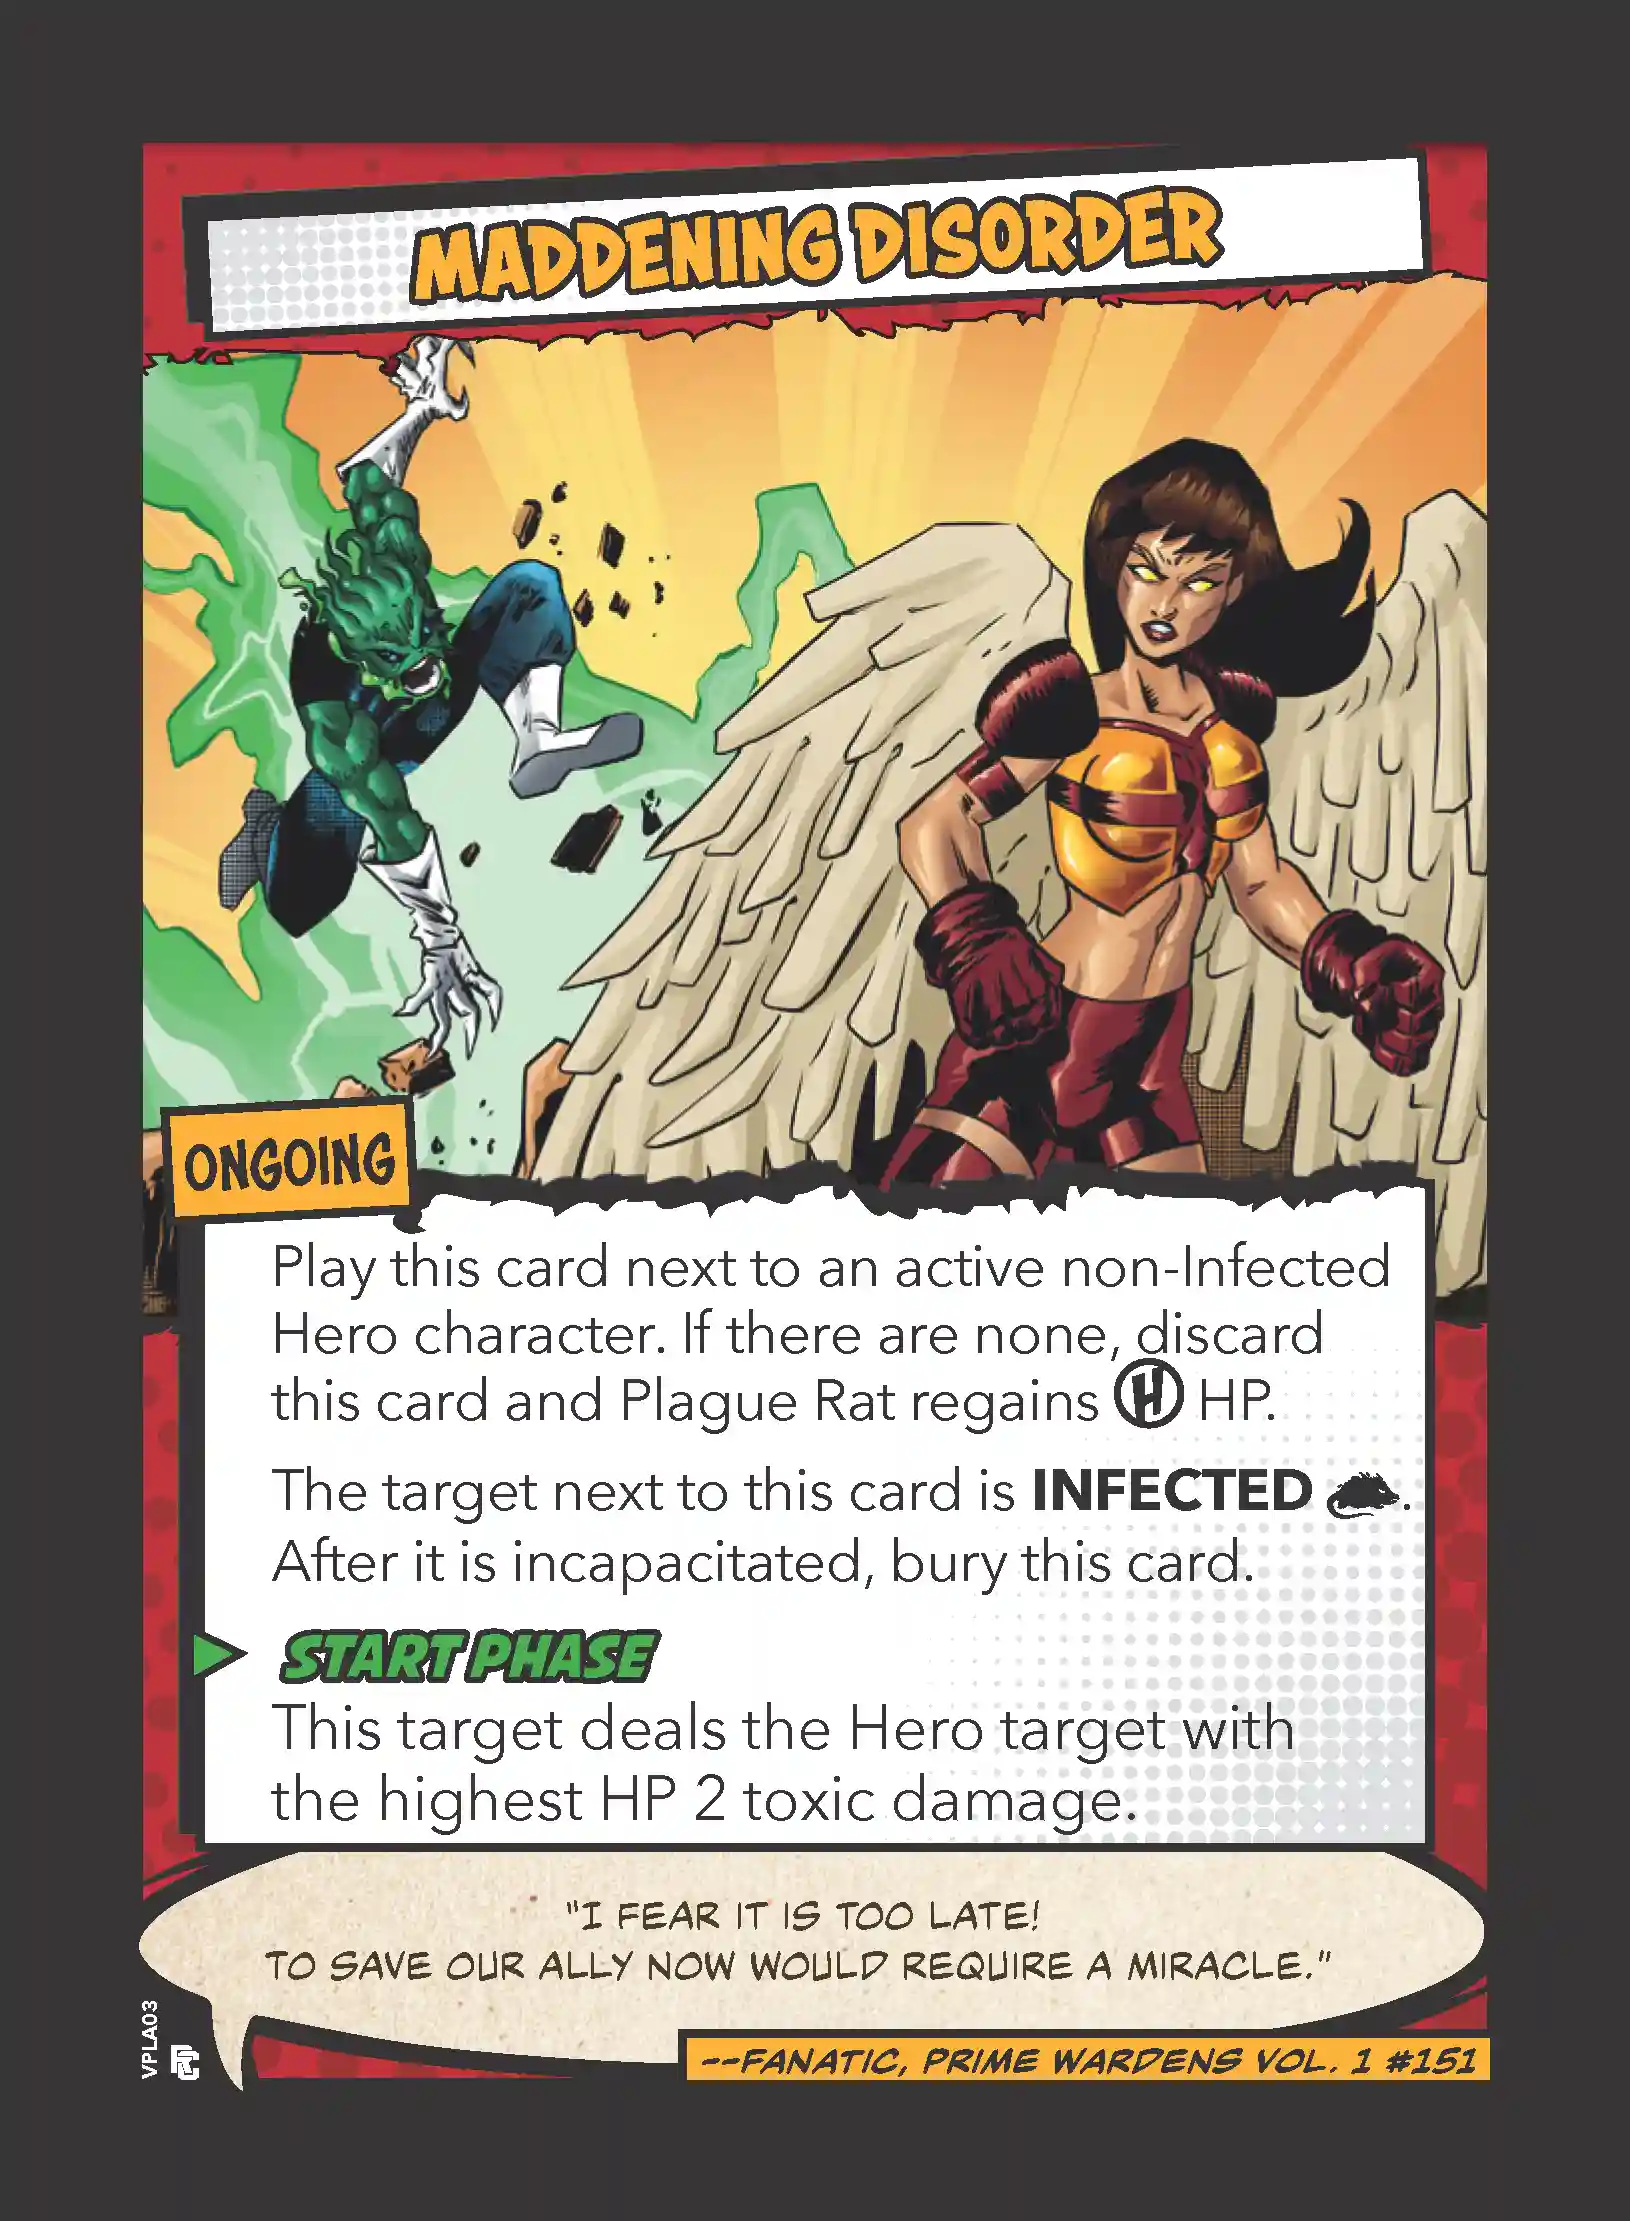 MADDENING DISORDER
ONGOING
Play this card next to an active non-Infected
Hero character. If there are none, discard
this card and Plague Rat regains H HP.
The target next to this card is INFECTED.
After it is incapacitated, bury this card.
START PHASE
This target deals the Hero target with
the highest HP 2 toxic damage.
"I FEAR IT IS TOO LATE!
TO SAVE OUR ALLY NOW WOULD REQUIRE A MIRACLE."
--FANATIC, PRIME WARDENS VOL. 1 #151
VPLA03